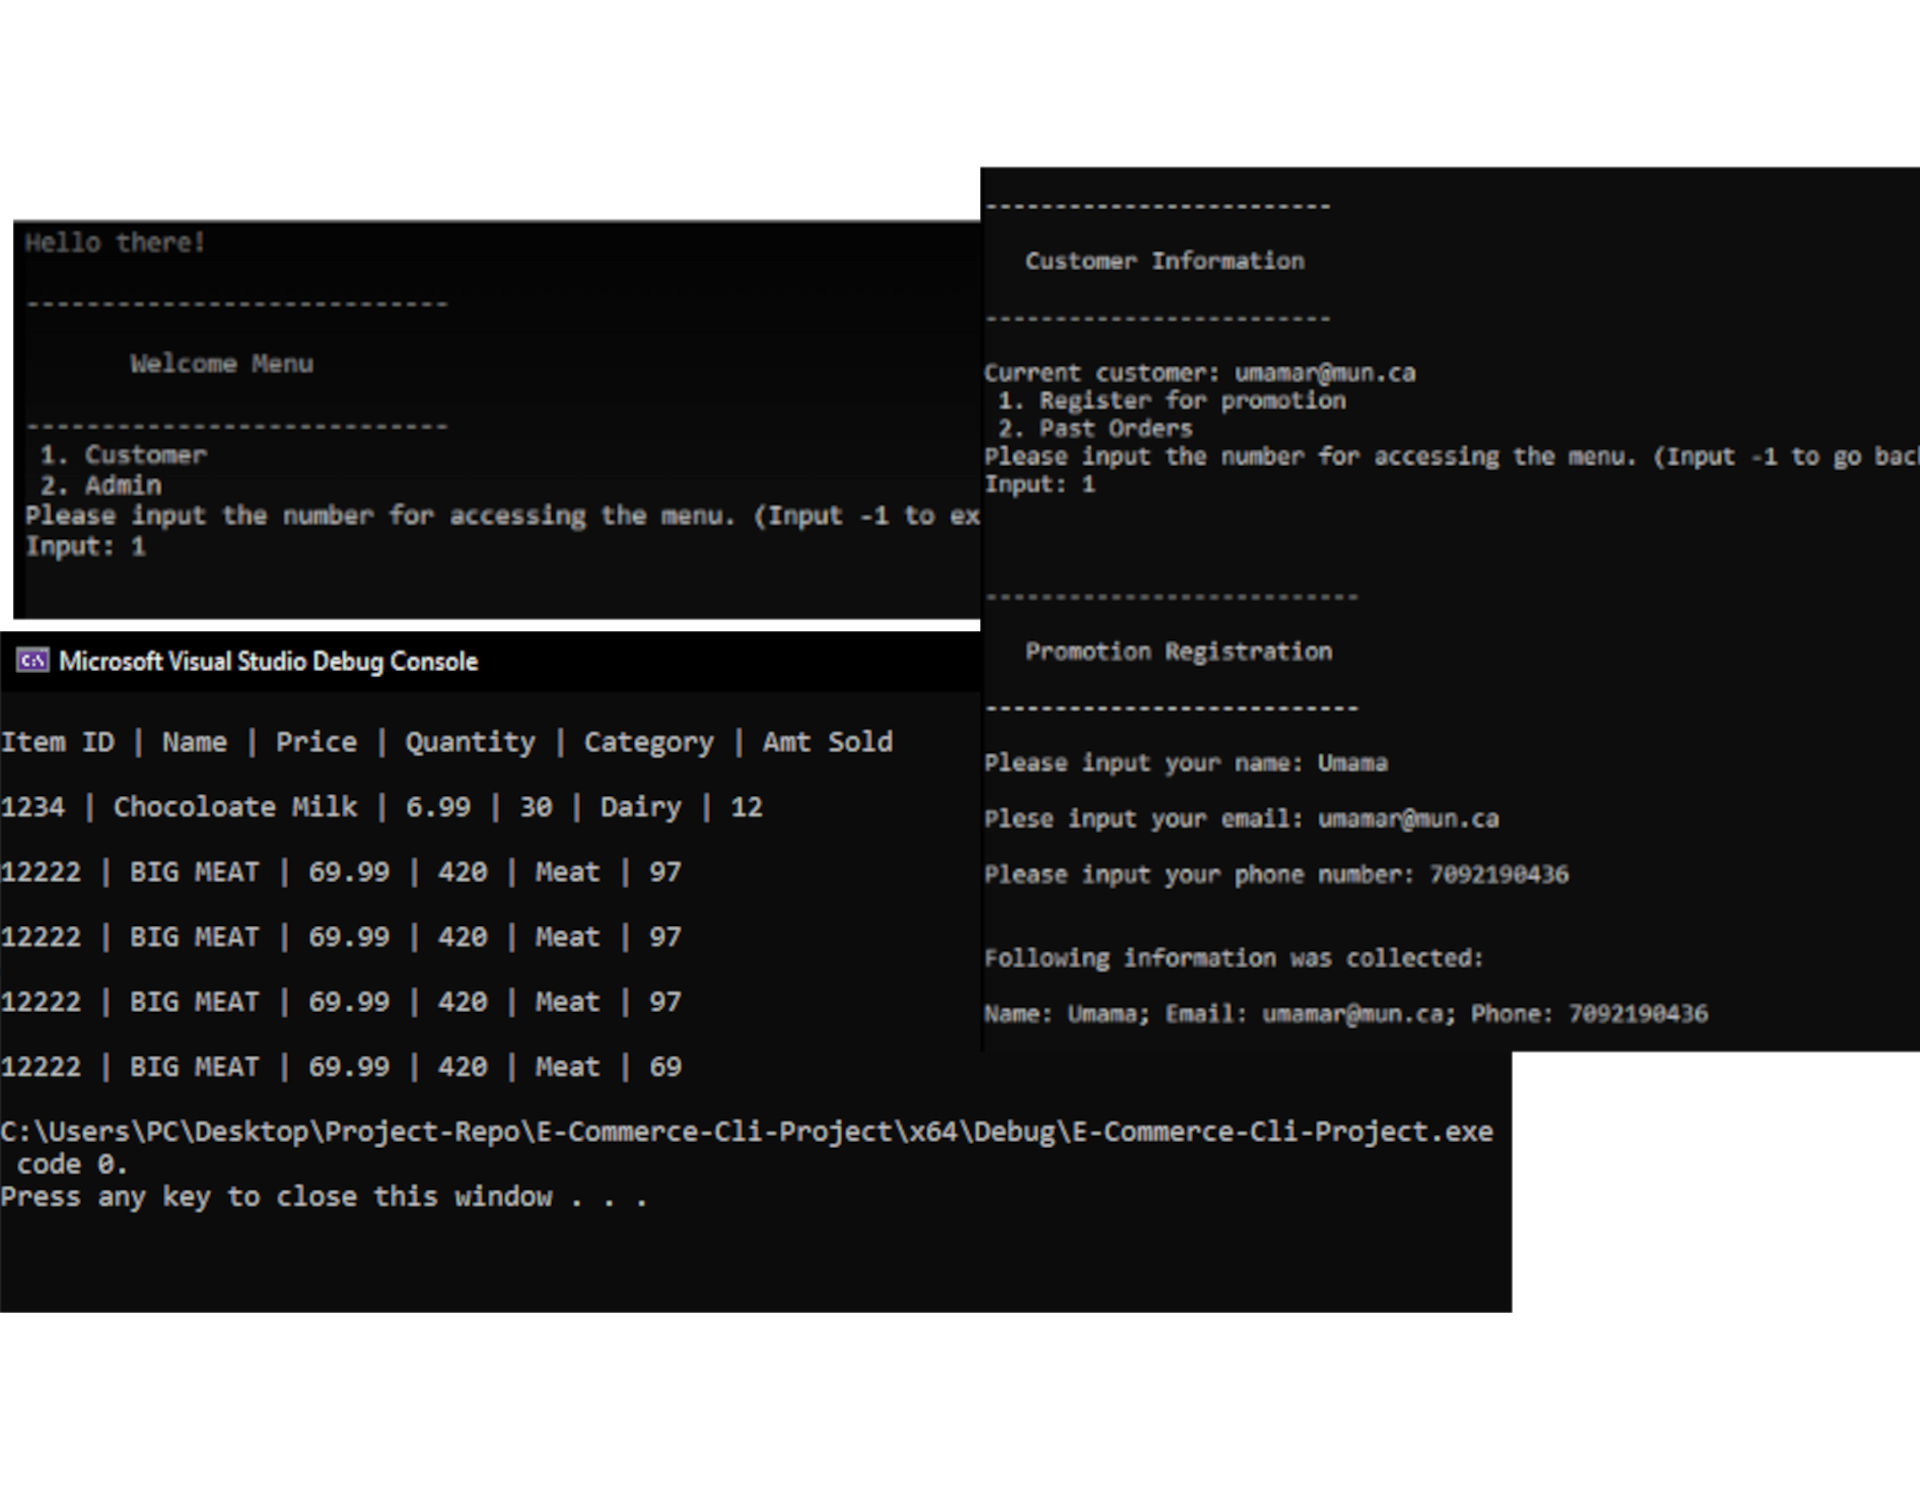 Hello there!
----------------------------
Welcome Menu
----------------------------
1. Customer
2. Admin
Please input the number for accessing the menu. (Input -1 to
Input: 1
Microsoft Visual Studio Debug Console
Item ID | Name | Price | Quantity | Category | Amt Sold
1234 | Chocoloate Milk | 6.99 | 30 | Dairy | 12
12222 | BIG MEAT | 69.99 | 420 | Meat | 97
12222 | BIG MEAT | 69.99 | 420 | Meat | 97
12222 | BIG MEAT | 69.99 | 420 | Meat | 97
12222 | BIG MEAT | 69.99 | 420 | Meat | 69
C:\Users\PC\Desktop\Project-Repo\E-Commerce-Cli-Project\x64\Debug\E-Commerce-Cli-Project.exe
code 0.
Press any key to close this window . . .
-------------------------
Customer Information
-------------------------
Current customer: umamar@mun.ca
1. Register for promotion
2. Past Orders
Please input the number for accessing the menu. (Input -1 to go bac
Input: 1
---------------------------
Promotion Registration
---------------------------
Please input your name: Umama
Plese input your email: umamar@mun.ca
Please input your phone number: 7092190436
Following information was collected:
Name: Umama; Email: umamar@mun.ca; Phone: 7092190436